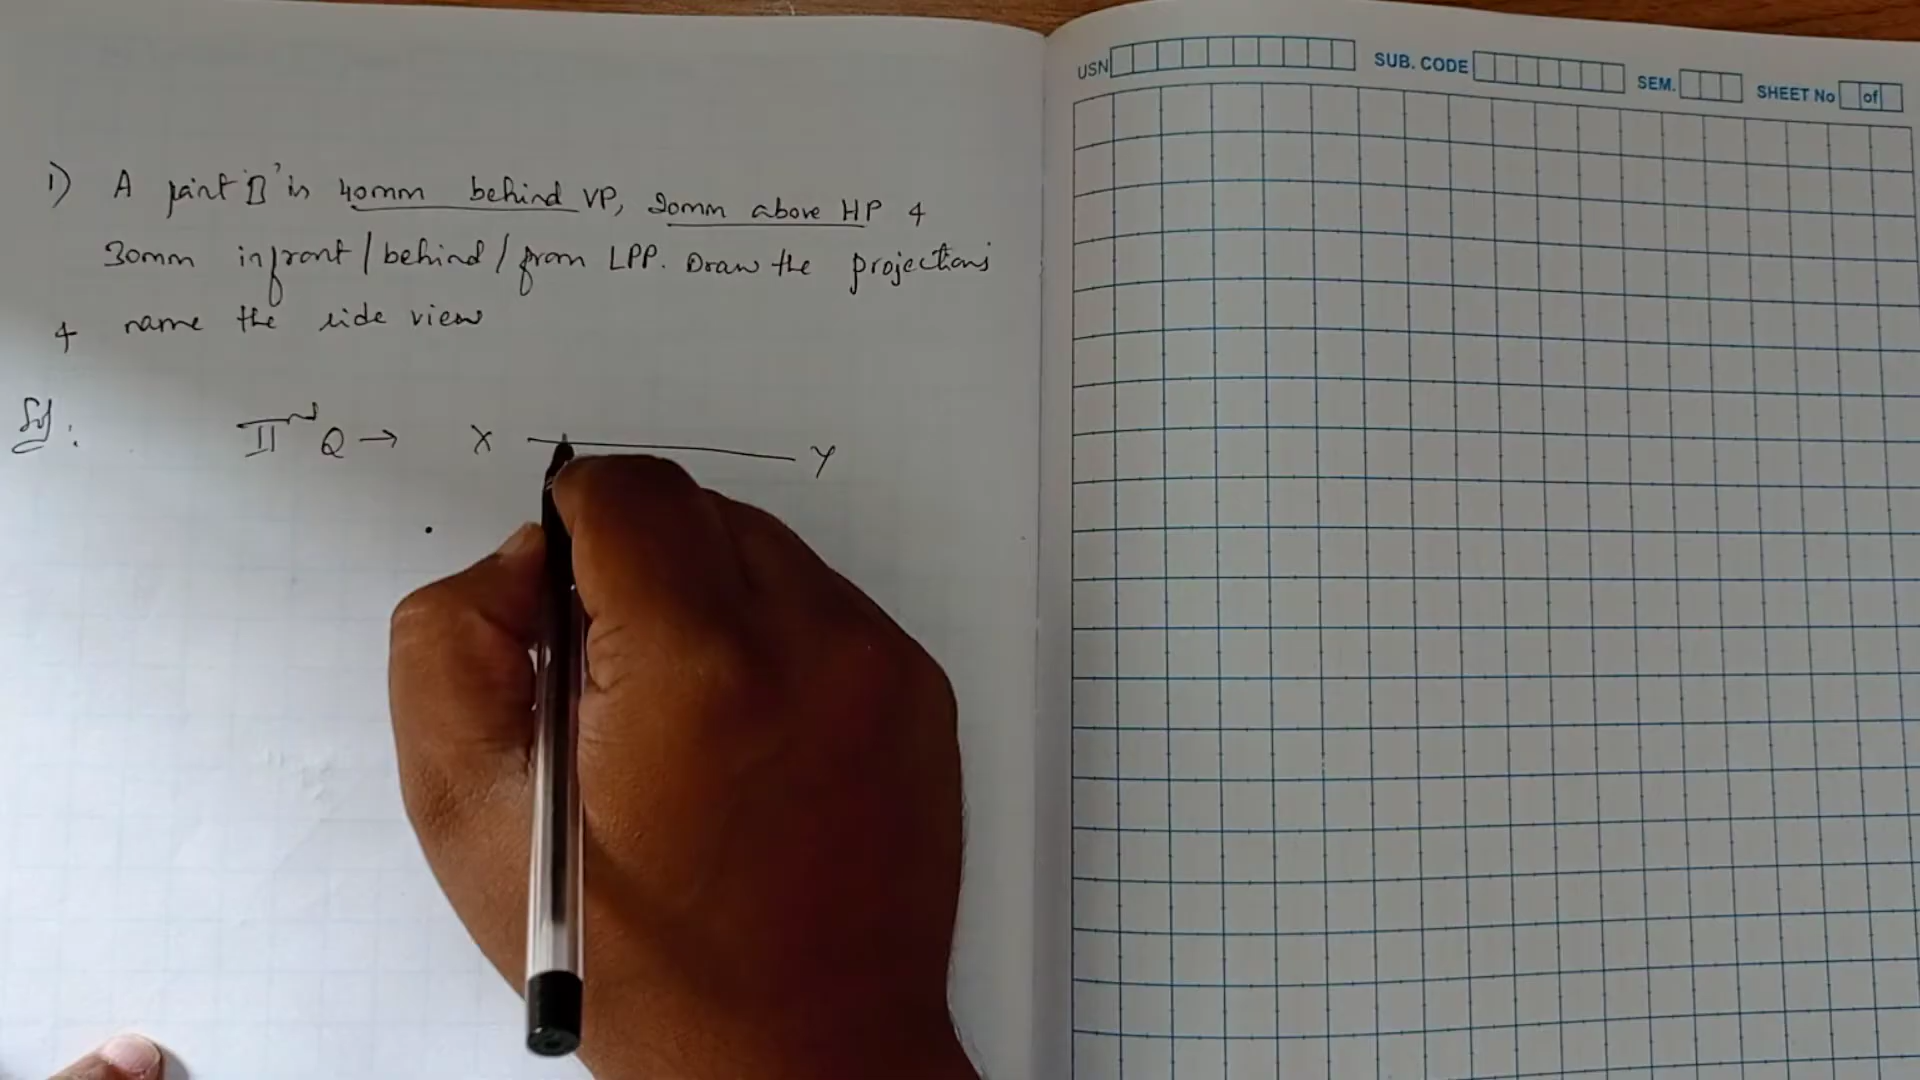 1) A point 'D' is 40mm behind VP, 20mm above HP &
30mm infront / behind / from LPP. Draw the projections
& name the side view
Sol :
II Q → X Y
USN SUB. CODE SEM. SHEET No of